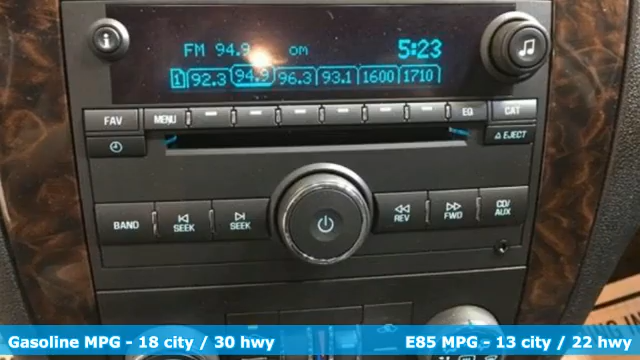 FM 94.9 om 5:23
1 92.3 94.9 96.3 93.1 1600 1710
FAV MENU EQ CAT
EJECT
BAND SEEK SEEK REV FWD CD/AUX
Gasoline MPG - 18 city / 30 hwy E85 MPG - 13 city / 22 hwy